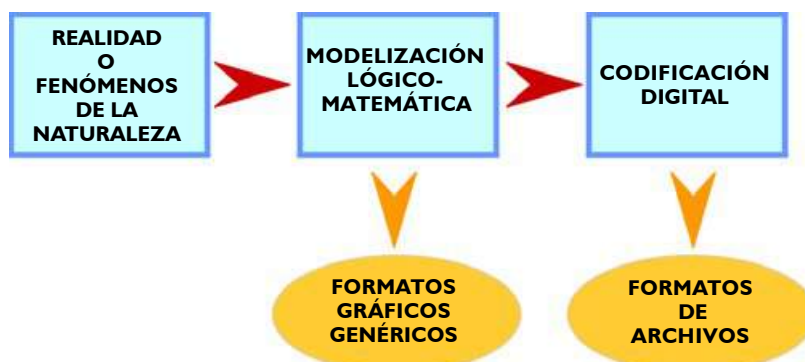 REALIDAD
O
FENÓMENOS
DE LA
NATURALEZA
MODELIZACIÓN
LÓGICO-
MATEMÁTICA
CODIFICACIÓN
DIGITAL
FORMATOS
GRÁFICOS
GENÉRICOS
FORMATOS
DE
ARCHIVOS